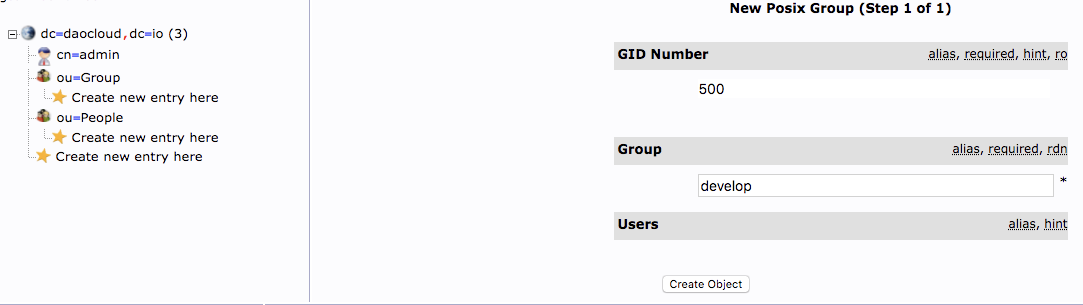 New Posix Group (Step 1 of 1)
dc=daocloud,dc=io (3)
cn=admin
ou=Group
Create new entry here
ou=People
Create new entry here
Create new entry here
GID Number
alias, required, hint, ro
500
Group
alias, required, rdn
develop *
Users
alias, hint
Create Object